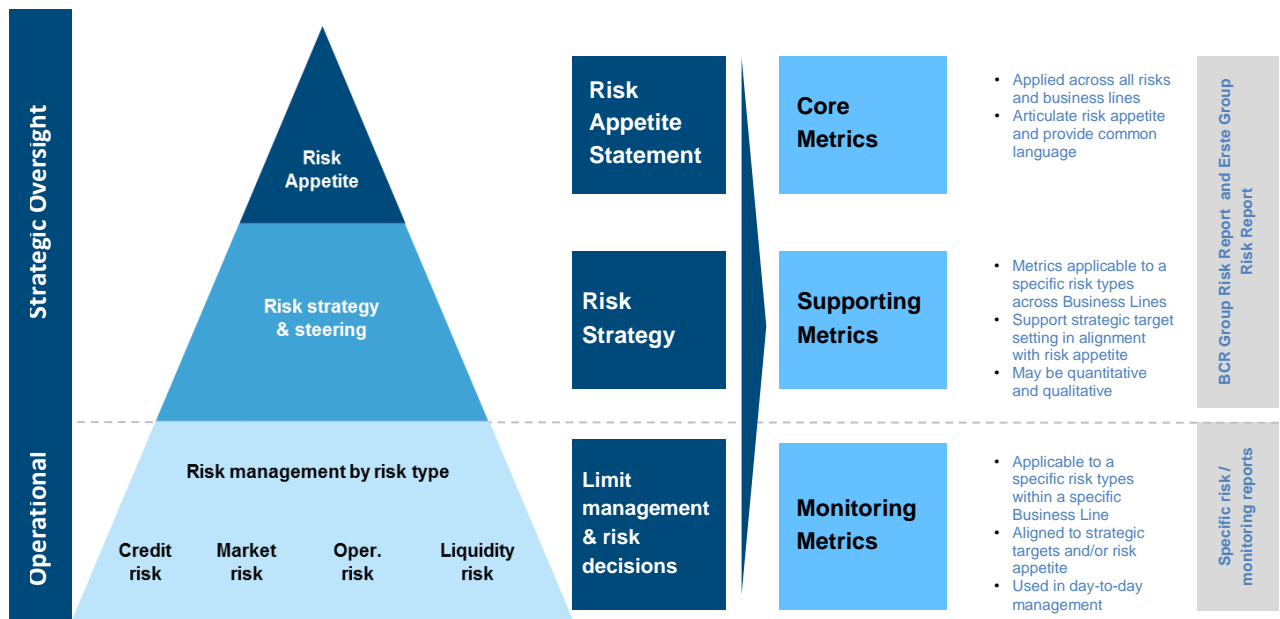 Strategic Oversight
Risk
Appetite
Risk strategy
& steering
Risk
Appetite
Statement
Core
Metrics
• Applied across all risks
and business lines
• Articulate risk appetite
and provide common
language
BCR Group Risk Report and Erste Group
Risk Report
Risk
Strategy
Supporting
Metrics
• Metrics applicable to a
specific risk types
across Business Lines
• Support strategic target
setting in alignment
with risk appetite
• May be quantitative
and qualitative
Operational
Risk management by risk type
Credit
risk
Market
risk
Oper.
risk
Liquidity
risk
Limit
management
& risk
decisions
Monitoring
Metrics
• Applicable to a
specific risk types
within a specific
Business Line
• Aligned to strategic
targets and/or risk
appetite
• Used in day-to-day
management
Specific risk /
monitoring reports